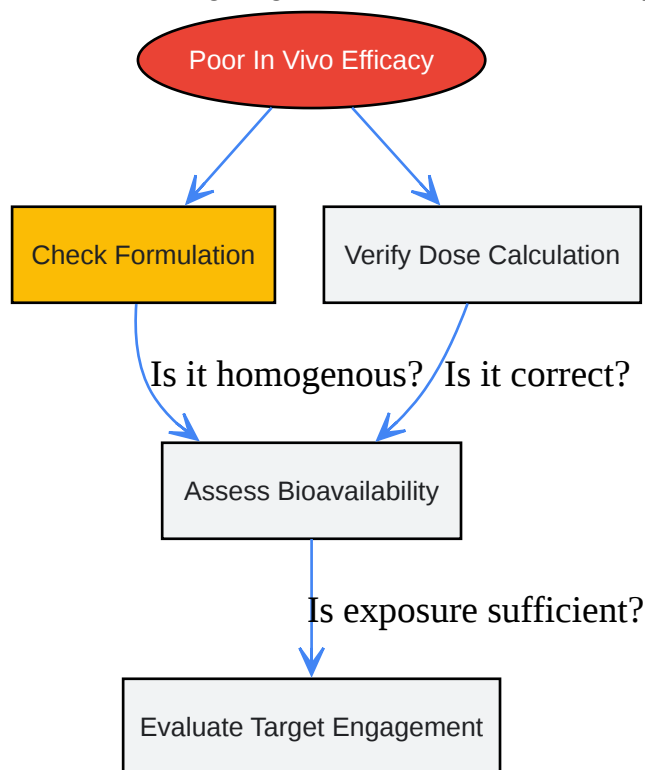 Poor In Vivo Efficacy
Check Formulation
Verify Dose Calculation
Is it homogenous?
Is it correct?
Assess Bioavailability
Is exposure sufficient?
Evaluate Target Engagement